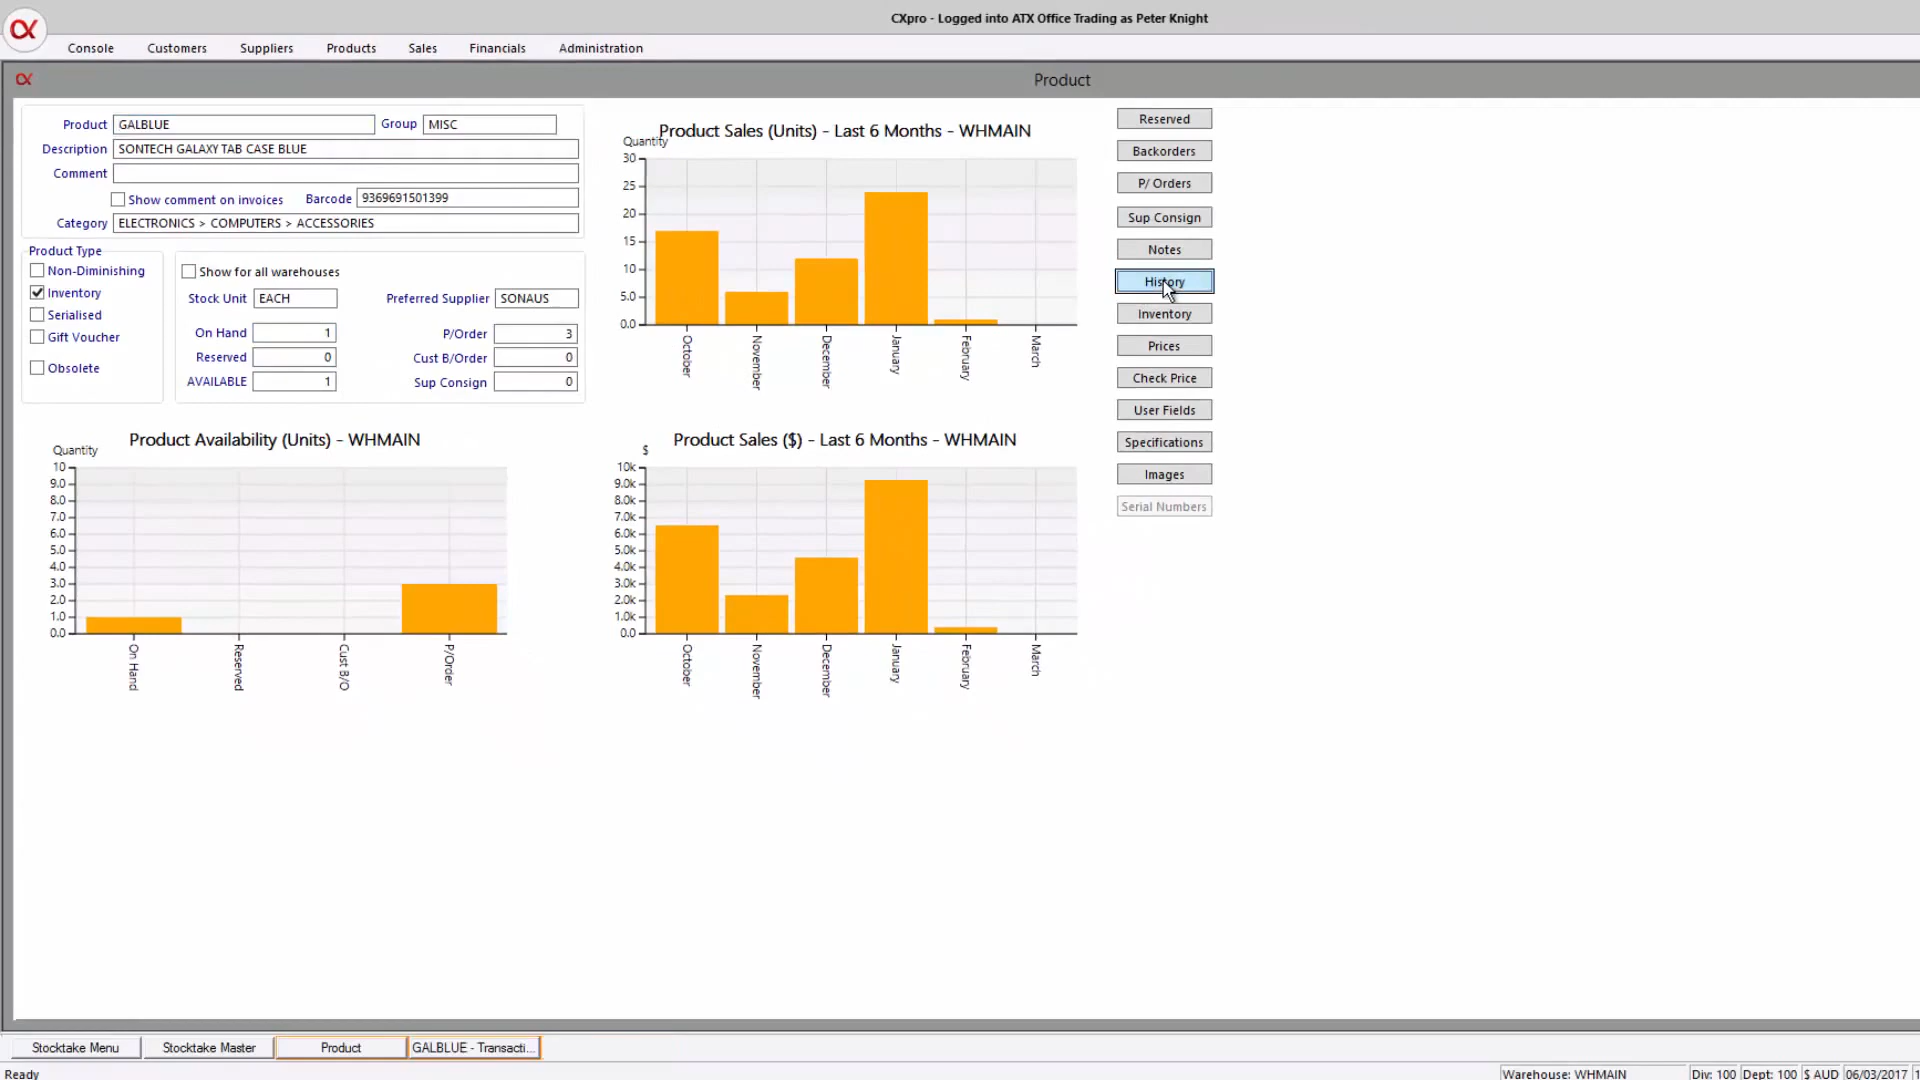 CXpro - Logged into ATX Office Trading as Peter Knight
Console Customers Suppliers Products Sales Financials Administration
Product
Product GALBLUE Group MISC
Description SONTECH GALAXY TAB CASE BLUE
Comment
Show comment on invoices Barcode 9369691501399
Category ELECTRONICS > COMPUTERS > ACCESSORIES
Product Type
Non-Diminishing
Inventory
Serialised
Gift Voucher
Obsolete
Show for all warehouses
Stock Unit EACH Preferred Supplier SONAUS
On Hand 1 P/Order 3
Reserved 0 Cust B/Order 0
AVAILABLE 1 Sup Consign 0
Product Sales (Units) - Last 6 Months - WHMAIN
Quantity
30
25
20
15
10
5.0
0.0
October November December January February March
Reserved
Backorders
P/ Orders
Sup Consign
Notes
History
Inventory
Prices
Check Price
User Fields
Specifications
Images
Serial Numbers
Product Availability (Units) - WHMAIN
Quantity
10
9.0
8.0
7.0
6.0
5.0
4.0
3.0
2.0
1.0
0.0
On Hand Reserved Cust B/O P/Order
Product Sales ($) - Last 6 Months - WHMAIN
$
10k
9.0k
8.0k
7.0k
6.0k
5.0k
4.0k
3.0k
2.0k
1.0k
0.0
October November December January February March
Stocktake Menu Stocktake Master Product GALBLUE - Transacti...
Ready Warehouse: WHMAIN Div: 100 Dept: 100 $ AUD 06/03/2017